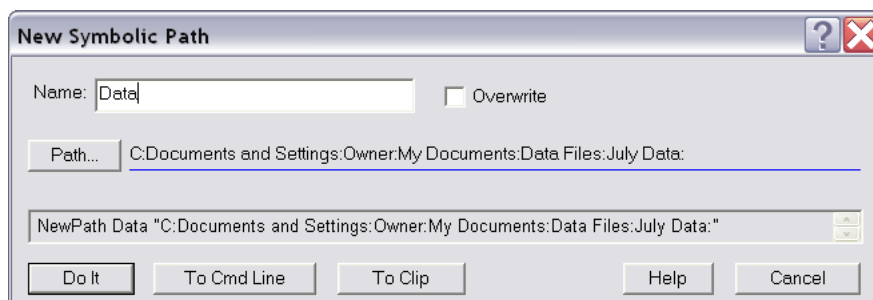 New Symbolic Path
Name: Data Overwrite
Path... C:Documents and Settings:Owner:My Documents:Data Files:July Data:
NewPath Data "C:Documents and Settings:Owner:My Documents:Data Files:July Data:"
Do It To Cmd Line To Clip Help Cancel